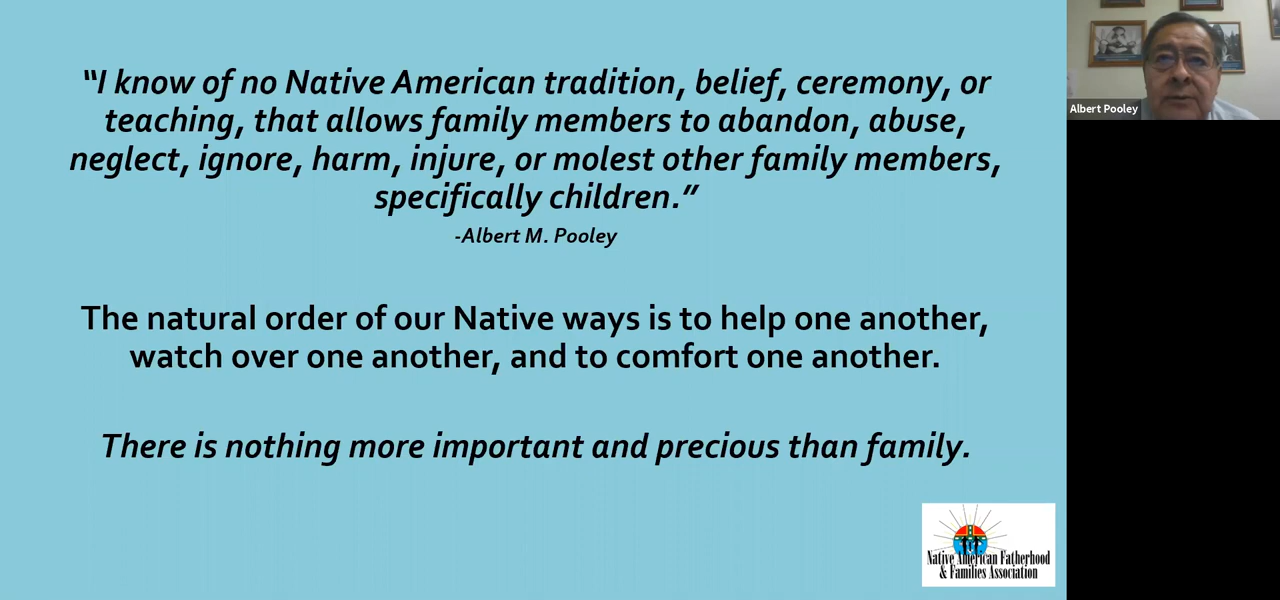 “I know of no Native American tradition, belief, ceremony, or
teaching, that allows family members to abandon, abuse,
neglect, ignore, harm, injure, or molest other family members,
specifically children.”
-Albert M. Pooley
The natural order of our Native ways is to help one another,
watch over one another, and to comfort one another.
There is nothing more important and precious than family.
Native American Fatherhood
& Families Association
Albert Pooley